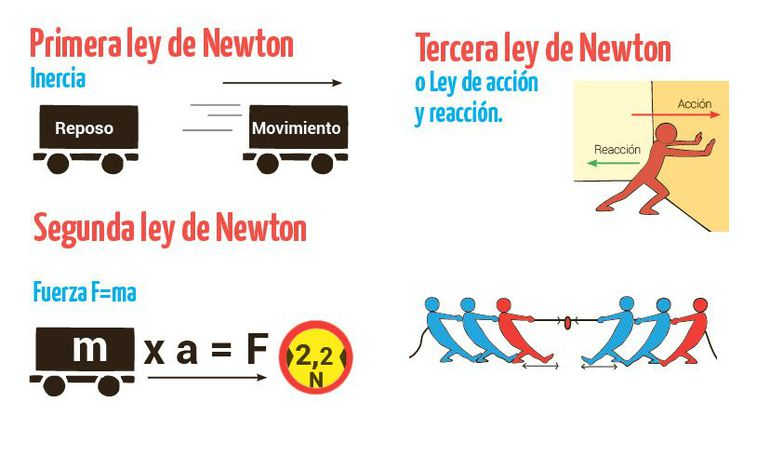 Primera ley de Newton
Inercia
Reposo
Movimiento
Segunda ley de Newton
Fuerza F=ma
m x a = F 2,2
N
Tercera ley de Newton
o Ley de acción
y reacción.
Acción
Reacción